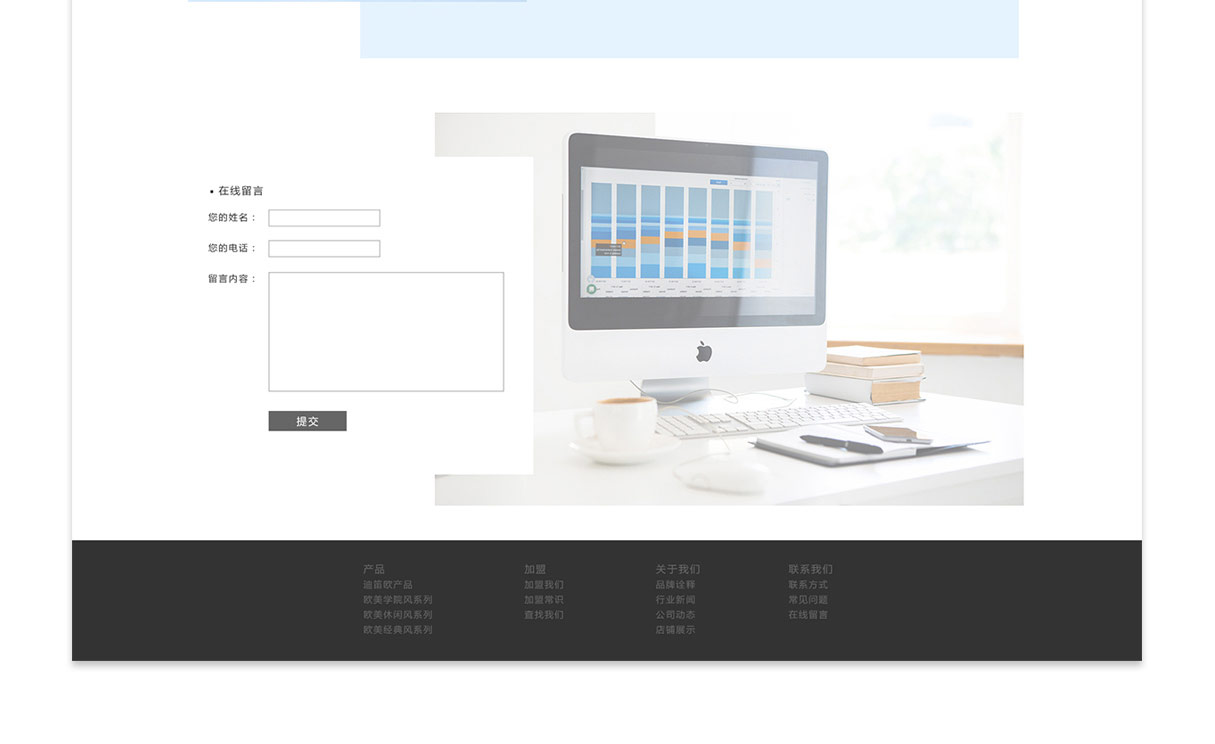 • 在线留言
您的姓名：
您的电话：
留言内容：
提交
产品
迪笛欧产品
欧美学院风系列
欧美休闲风系列
欧美经典风系列
加盟
加盟我们
加盟常识
查找我们
关于我们
品牌诠释
行业新闻
公司动态
店铺展示
联系我们
联系方式
常见问题
在线留言